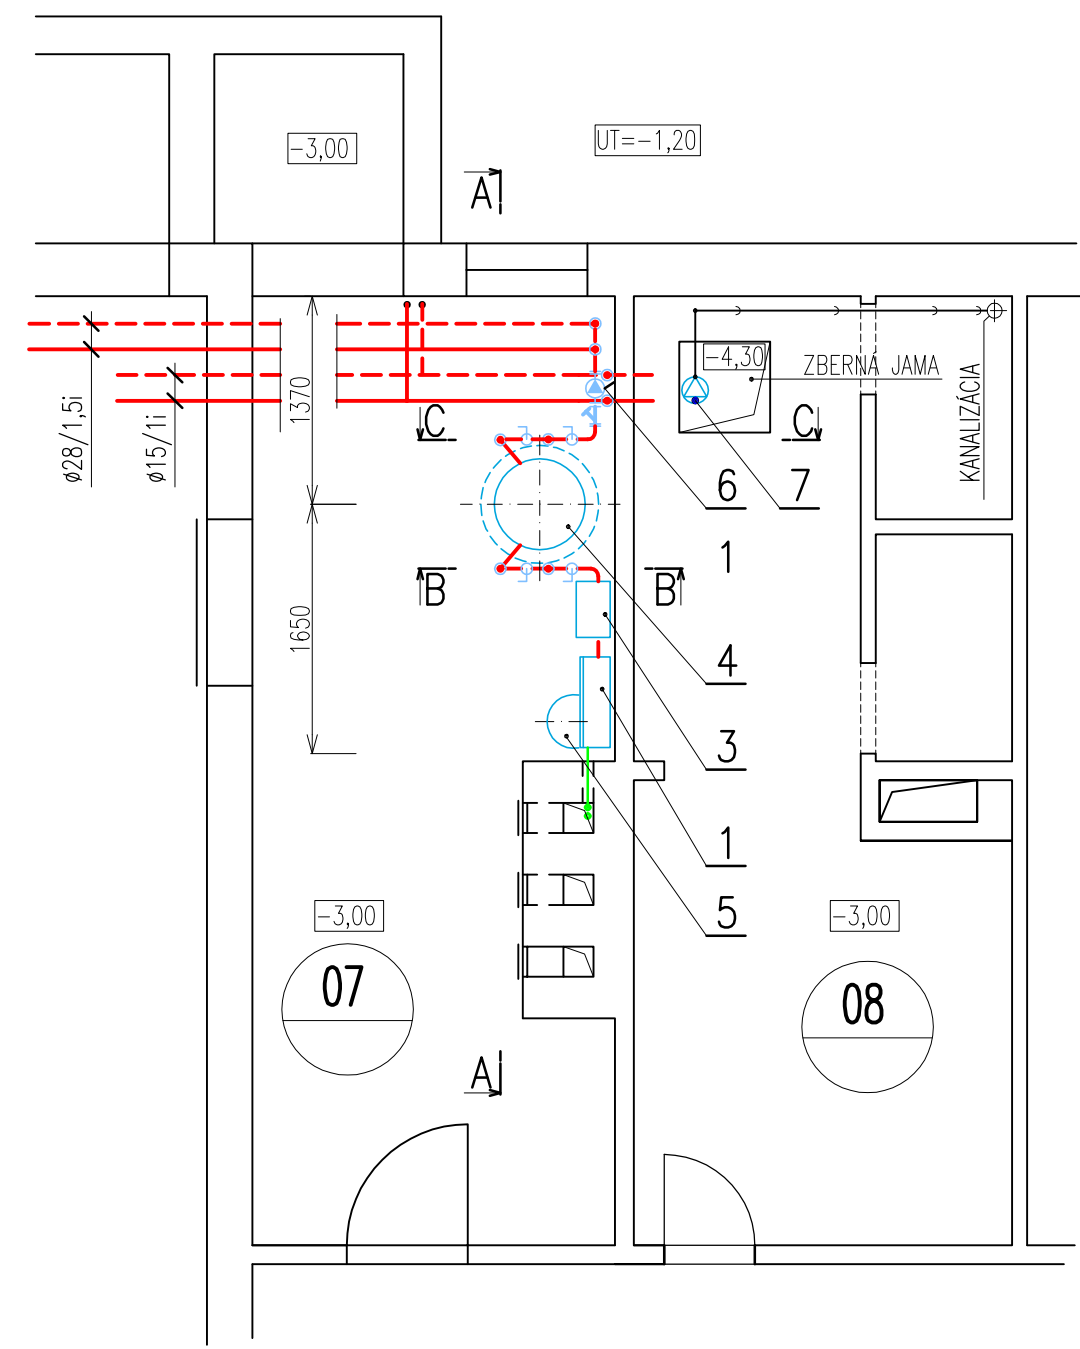 UT=-1,20
-3,00
A
-4,30
ZBERNÁ JAMA
KANALIZÁCIA
1370
ø28/1,5i
ø15/1i
C
C
6
7
1
B
B
1650
4
3
1
5
-3,00
-3,00
07
08
A